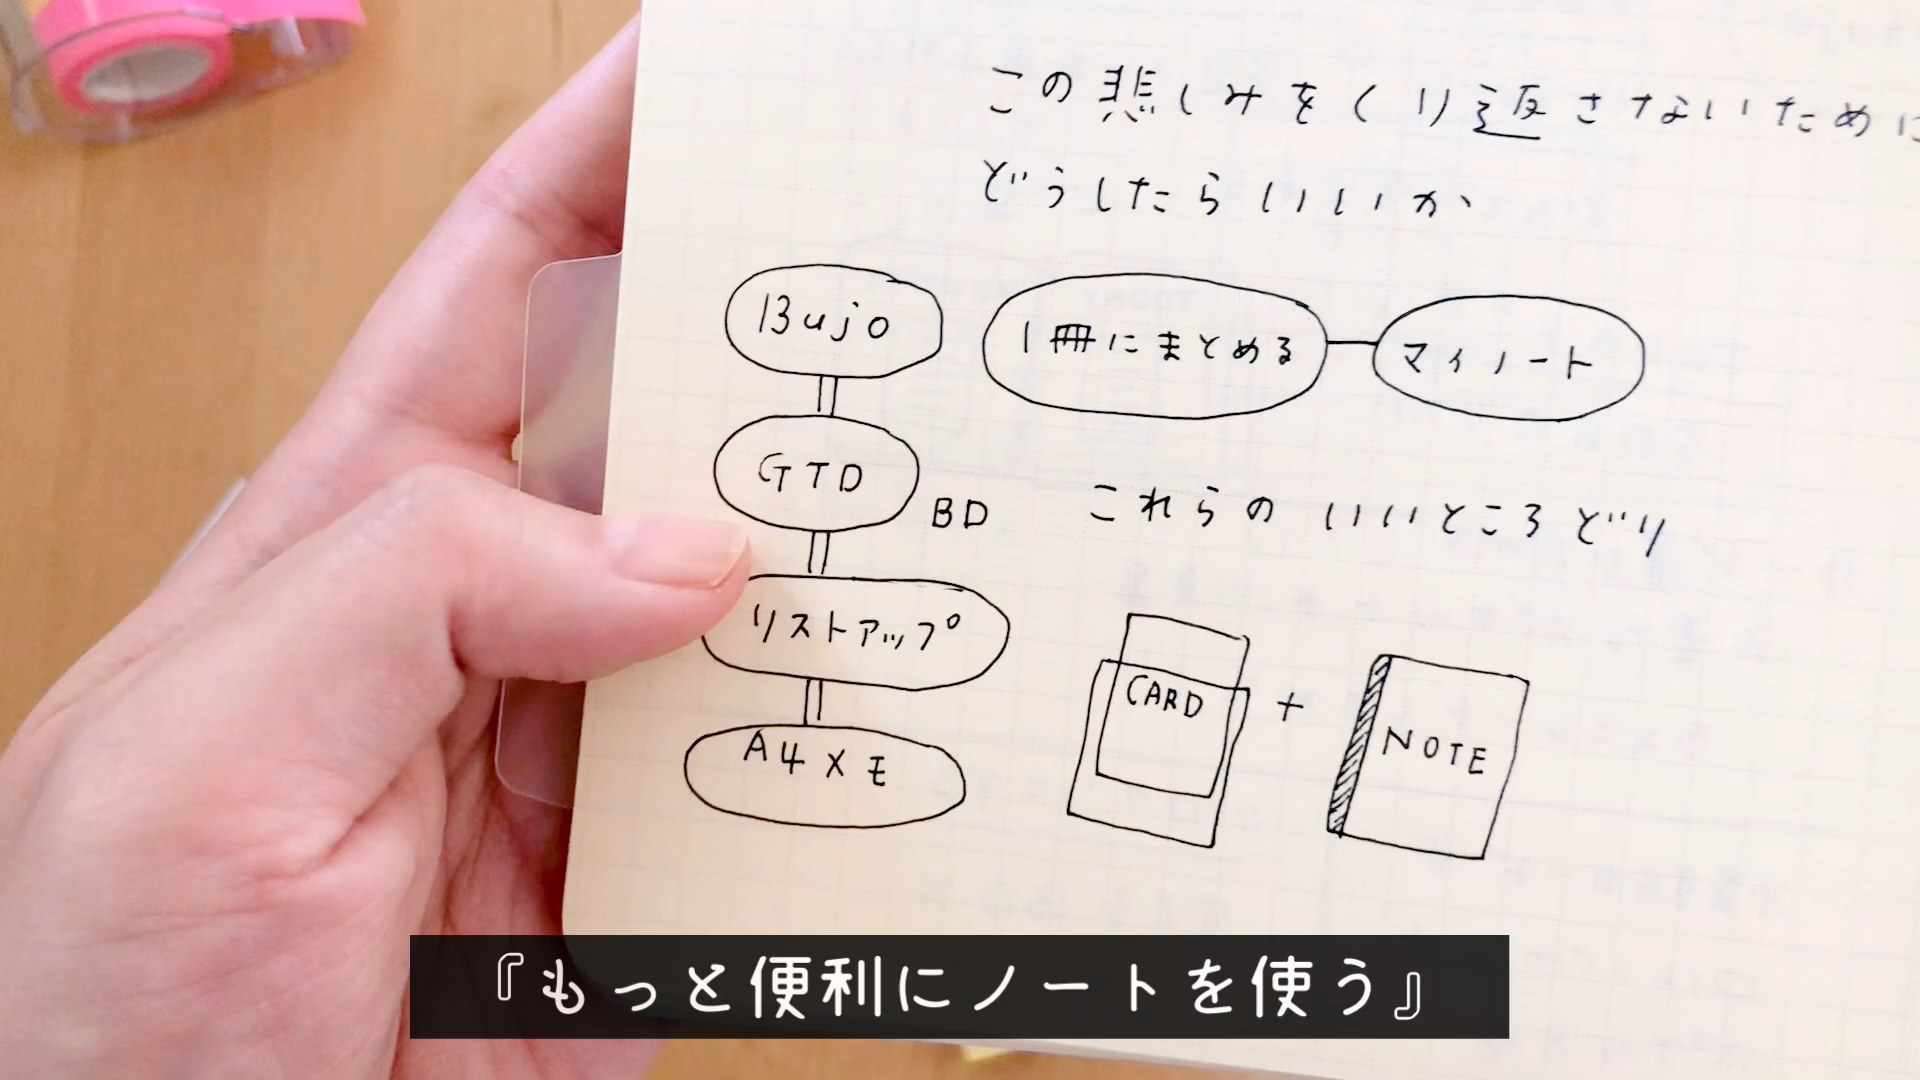 この悲しみをくり返さないために
どうしたらいいか、
Bujo
1冊にまとめる
マイノート
GTD
BD
これらの いいところどり
リストアップ
A4メモ
CARD
+
NOTE
『もっと便利にノートを使う』